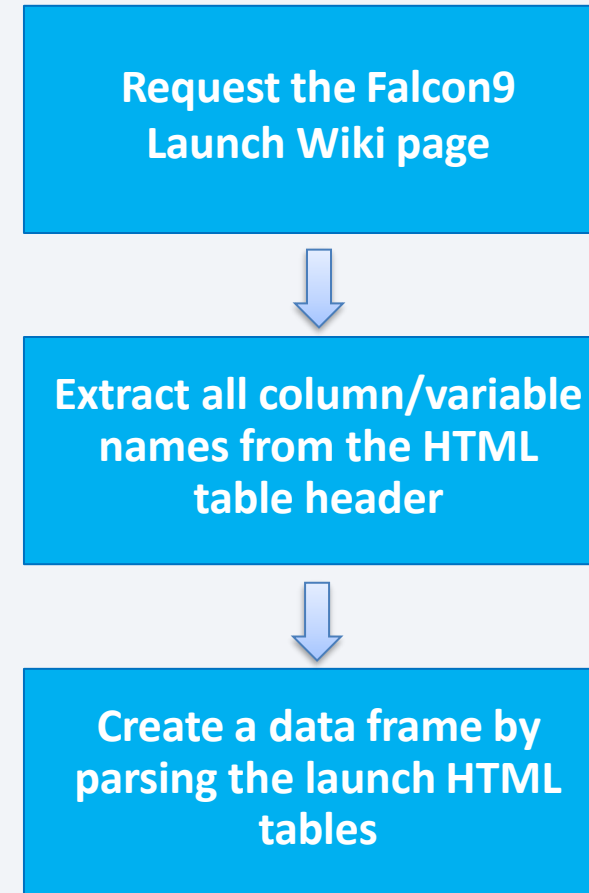 Request the Falcon9
Launch Wiki page
Extract all column/variable
names from the HTML
table header
Create a data frame by
parsing the launch HTML
tables